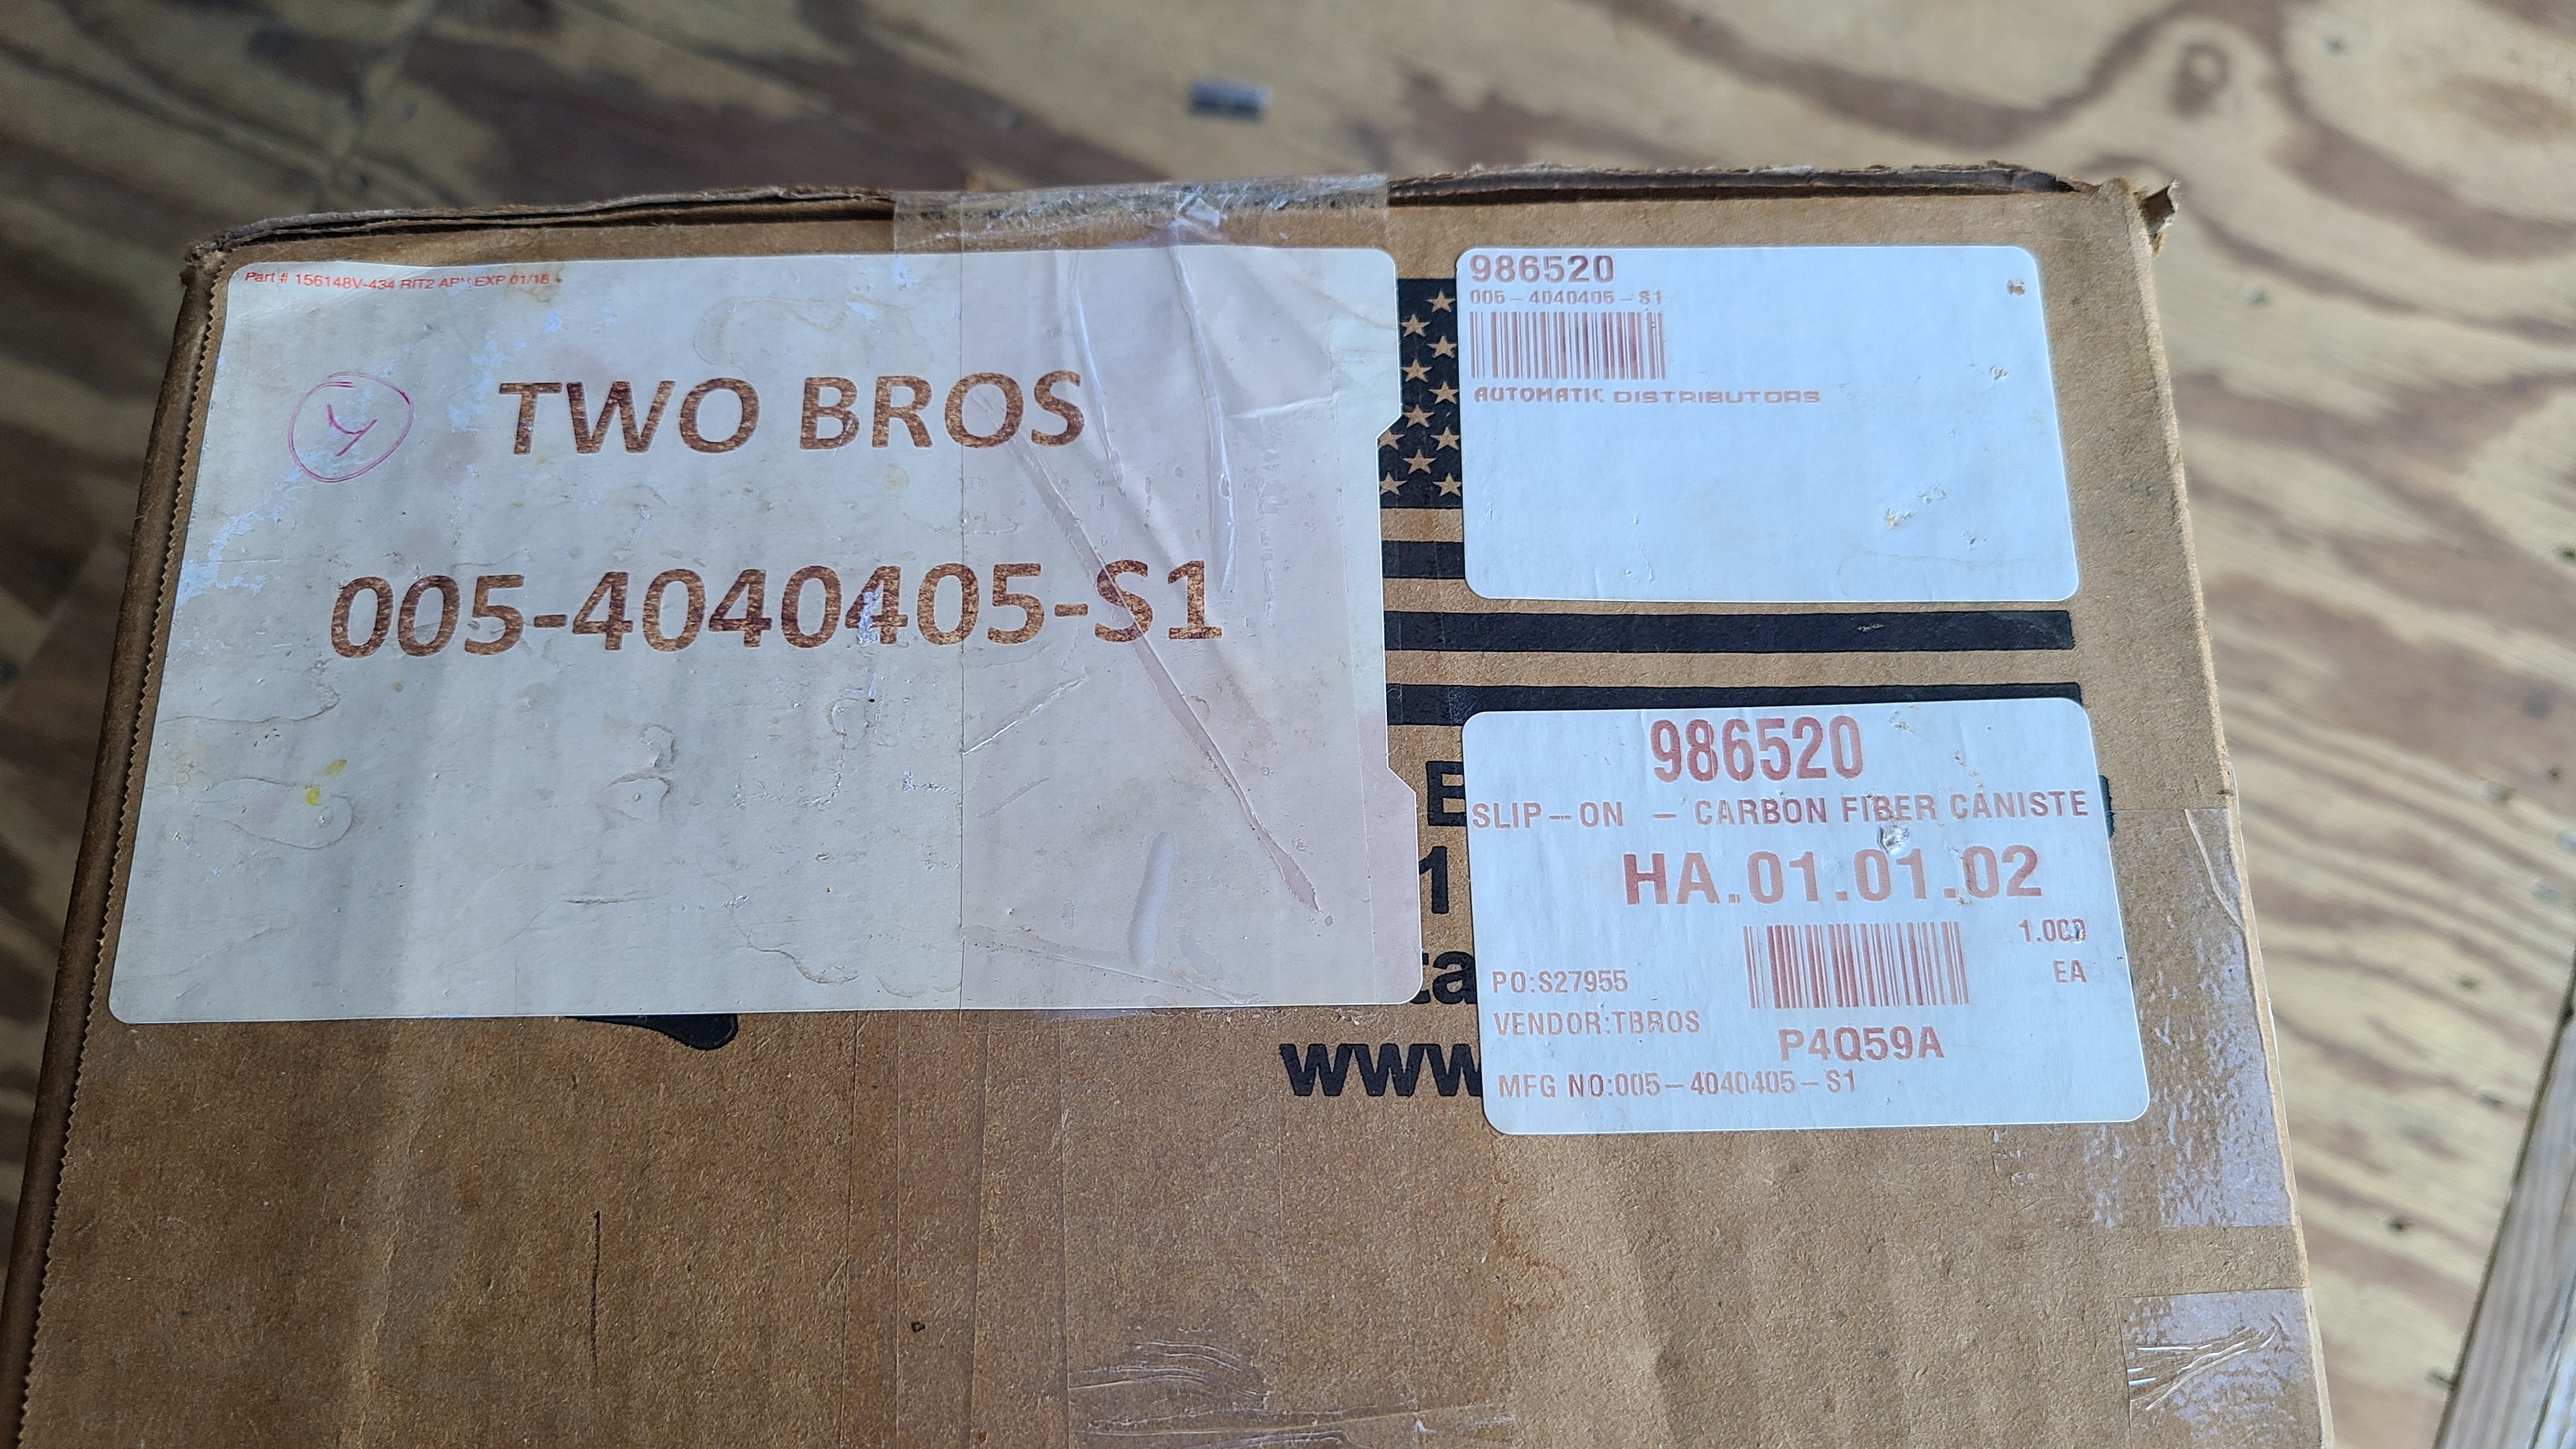 Part # 156148V-434 RIT2 APV EXP 01/18
Y
TWO BROS
005-4040405-S1
986520
005-4040405-S1
AUTOMATIC DISTRIBUTORS
986520
SLIP-ON - CARBON FIBER CANISTE
HA.01.01.02
1.000
EA
PO:S27955
VENDOR:TBROS
P4Q59A
MFG NO:005-4040405-S1
E
1
ta
www